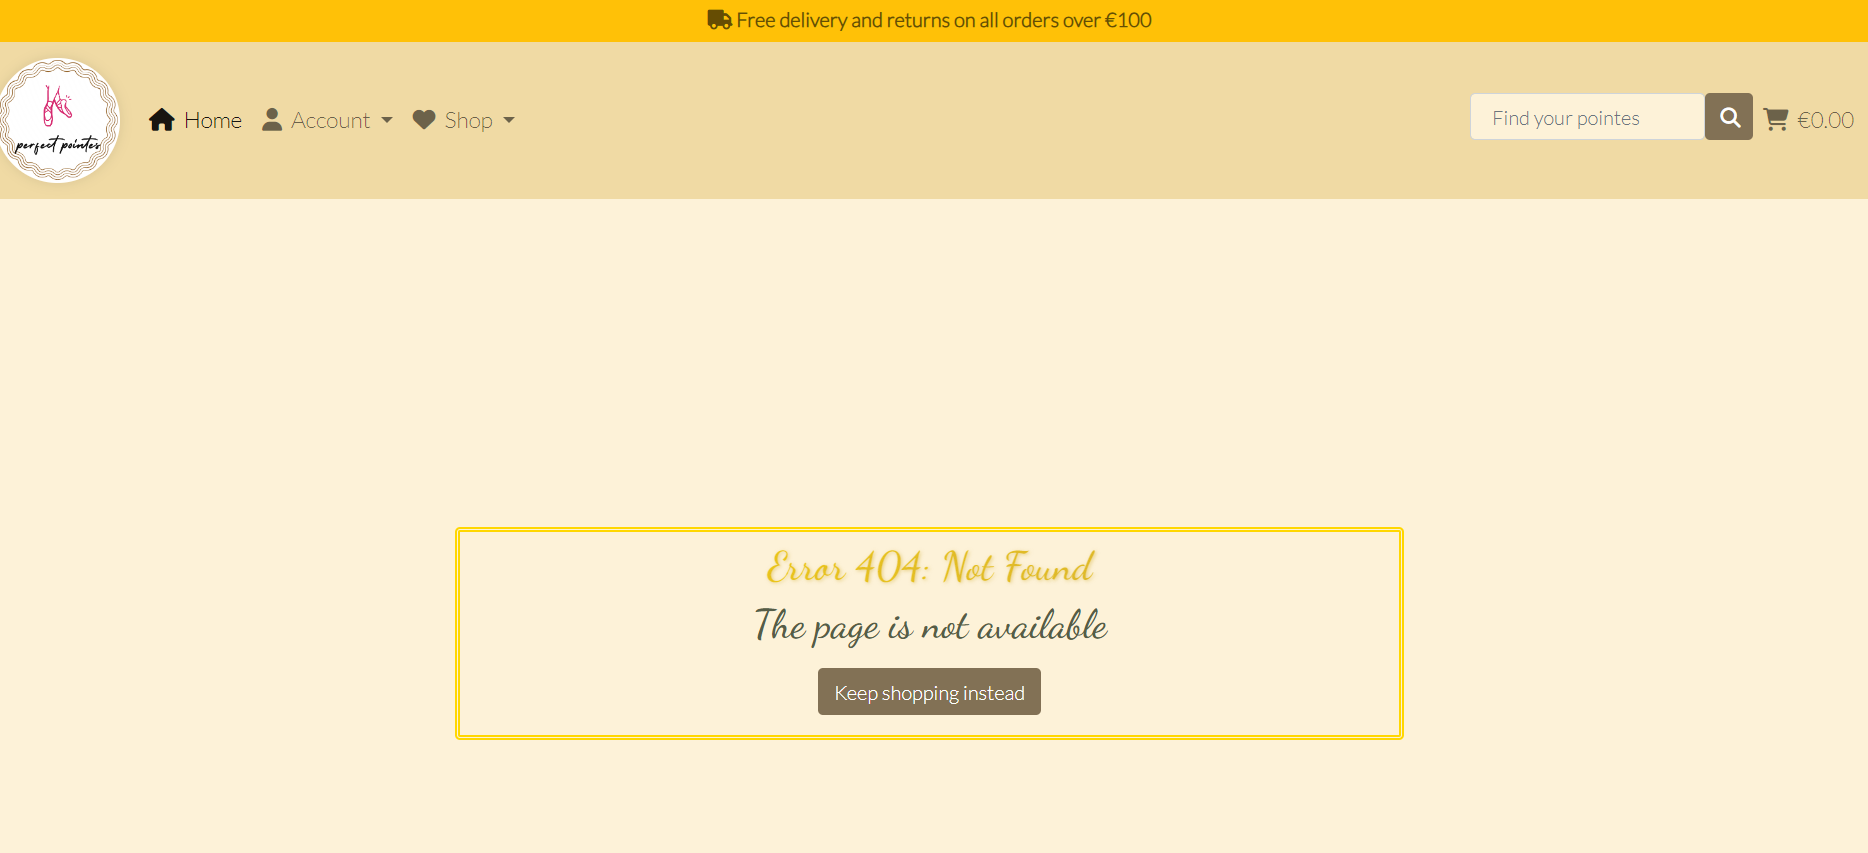 Free delivery and returns on all orders over €100
perfect pointes
Home Account Shop
Find your pointes
€0.00
Error 404: Not Found
The page is not available
Keep shopping instead